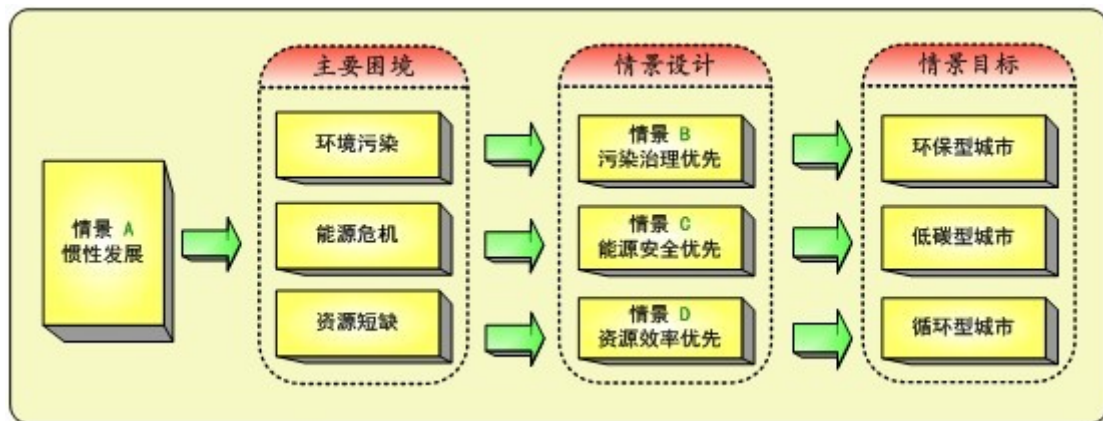 主要困境
情景设计
情景目标
情景 A
惯性发展
环境污染
情景 B
污染治理优先
环保型城市
能源危机
情景 C
能源安全优先
低碳型城市
资源短缺
情景 D
资源效率优先
循环型城市